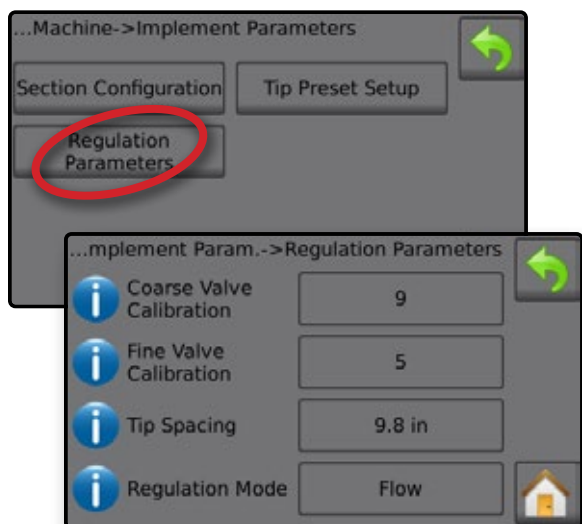 ...Machine->Implement Parameters
Section Configuration
Tip Preset Setup
Regulation
Parameters
...mplement Param.->Regulation Parameters
Coarse Valve
Calibration
9
Fine Valve
Calibration
5
Tip Spacing
9.8 in
Regulation Mode
Flow